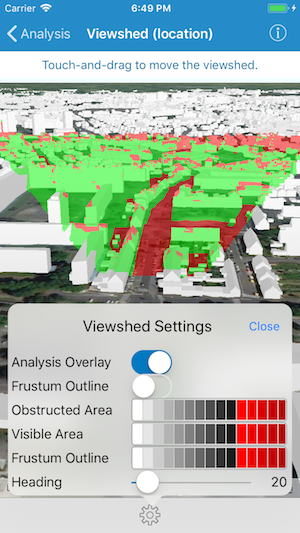 Carrier 6:49 PM
Analysis Viewshed (location)
Touch-and-drag to move the viewshed.
Viewshed Settings Close
Analysis Overlay
Frustum Outline
Obstructed Area
Visible Area
Frustum Outline
Heading 20